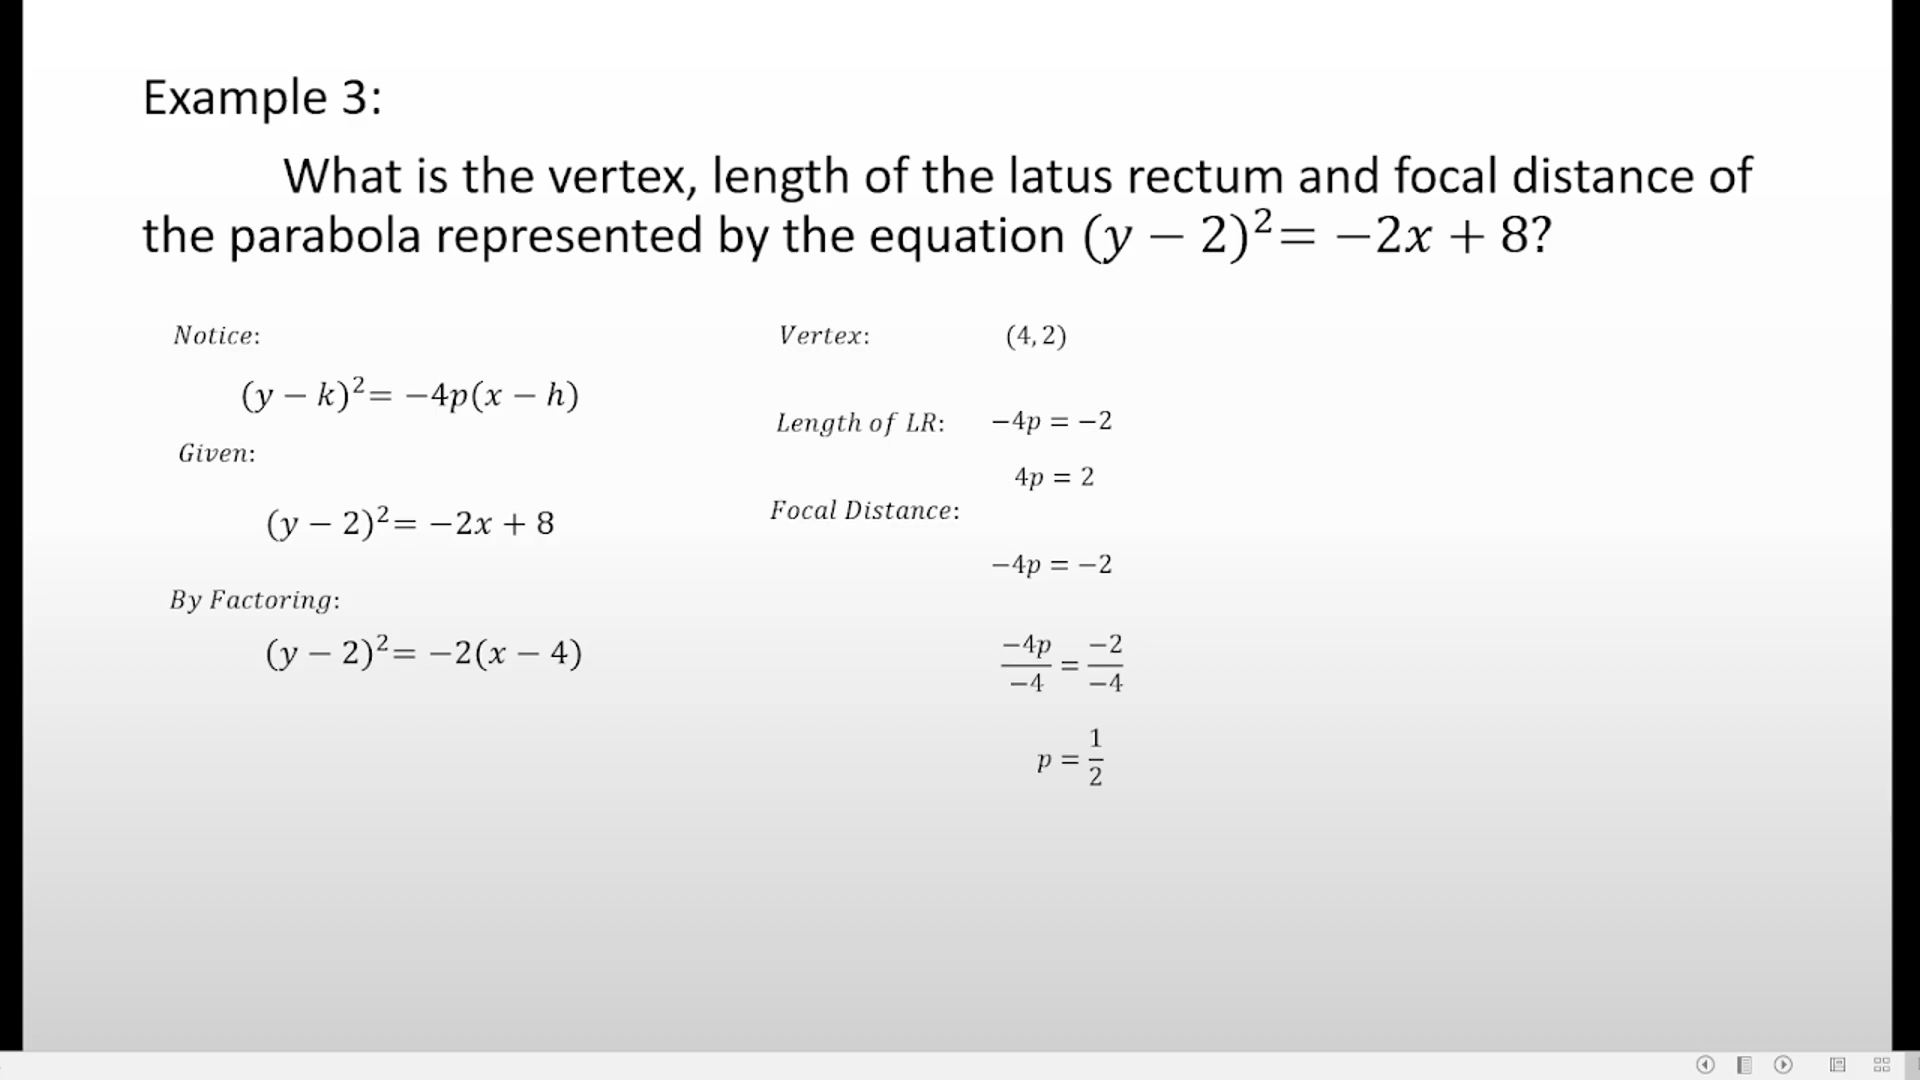 Example 3:
What is the vertex, length of the latus rectum and focal distance of
the parabola represented by the equation (y − 2)²= −2x + 8?
Notice:
(y − k)²= −4p(x − h)
Given:
(y − 2)²= −2x + 8
By Factoring:
(y − 2)²= −2(x − 4)
Vertex: (4, 2)
Length of LR: −4p = −2
4p = 2
Focal Distance:
−4p = −2
−4p/−4 = −2/−4
p = 1/2